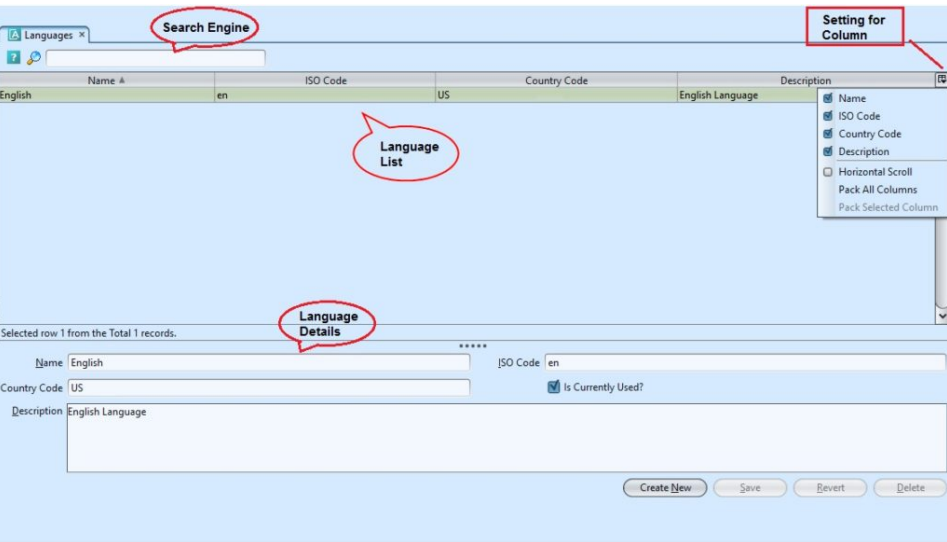 Search Engine
Setting for
Column
Languages ×
?
Name
ISO Code
Country Code
Description
English
en
US
English Language
Name
ISO Code
Country Code
Description
Horizontal Scroll
Pack All Columns
Pack Selected Column
Language
List
Language
Details
Selected row 1 from the Total 1 records.
Name English
ISO Code en
Country Code US
Is Currently Used?
Description English Language
Create New
Save
Revert
Delete